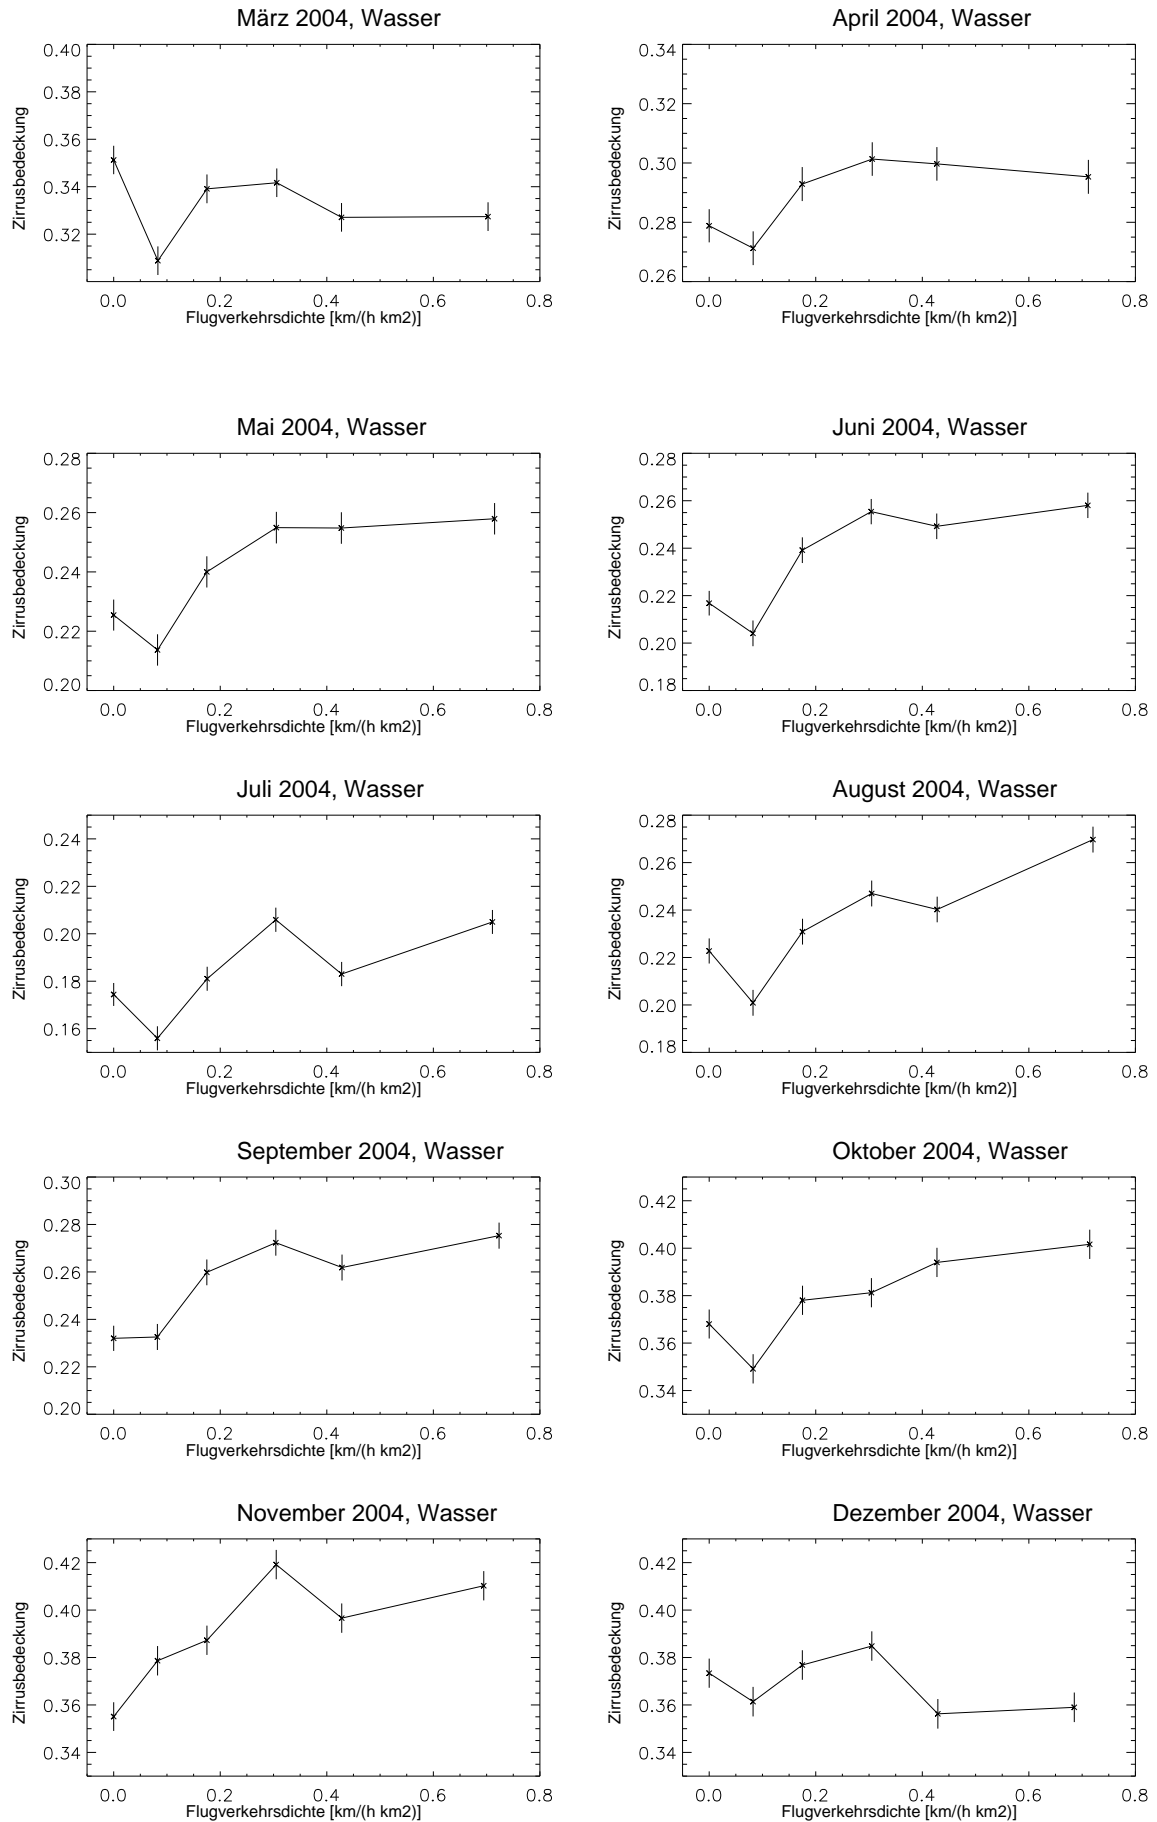 März 2004, Wasser
0.40
0.38
0.36
0.34
0.32
Zirrusbedeckung
0.0 0.2 0.4 0.6 0.8
Flugverkehrsdichte [km/(h km2)]
April 2004, Wasser
0.34
0.32
0.30
0.28
0.26
Zirrusbedeckung
0.0 0.2 0.4 0.6 0.8
Flugverkehrsdichte [km/(h km2)]
Mai 2004, Wasser
0.28
0.26
0.24
0.22
0.20
Zirrusbedeckung
0.0 0.2 0.4 0.6 0.8
Flugverkehrsdichte [km/(h km2)]
Juni 2004, Wasser
0.28
0.26
0.24
0.22
0.20
0.18
Zirrusbedeckung
0.0 0.2 0.4 0.6 0.8
Flugverkehrsdichte [km/(h km2)]
Juli 2004, Wasser
0.24
0.22
0.20
0.18
0.16
Zirrusbedeckung
0.0 0.2 0.4 0.6 0.8
Flugverkehrsdichte [km/(h km2)]
August 2004, Wasser
0.28
0.26
0.24
0.22
0.20
0.18
Zirrusbedeckung
0.0 0.2 0.4 0.6 0.8
Flugverkehrsdichte [km/(h km2)]
September 2004, Wasser
0.30
0.28
0.26
0.24
0.22
0.20
Zirrusbedeckung
0.0 0.2 0.4 0.6 0.8
Flugverkehrsdichte [km/(h km2)]
Oktober 2004, Wasser
0.42
0.40
0.38
0.36
0.34
Zirrusbedeckung
0.0 0.2 0.4 0.6 0.8
Flugverkehrsdichte [km/(h km2)]
November 2004, Wasser
0.42
0.40
0.38
0.36
0.34
Zirrusbedeckung
0.0 0.2 0.4 0.6 0.8
Flugverkehrsdichte [km/(h km2)]
Dezember 2004, Wasser
0.42
0.40
0.38
0.36
0.34
Zirrusbedeckung
0.0 0.2 0.4 0.6 0.8
Flugverkehrsdichte [km/(h km2)]